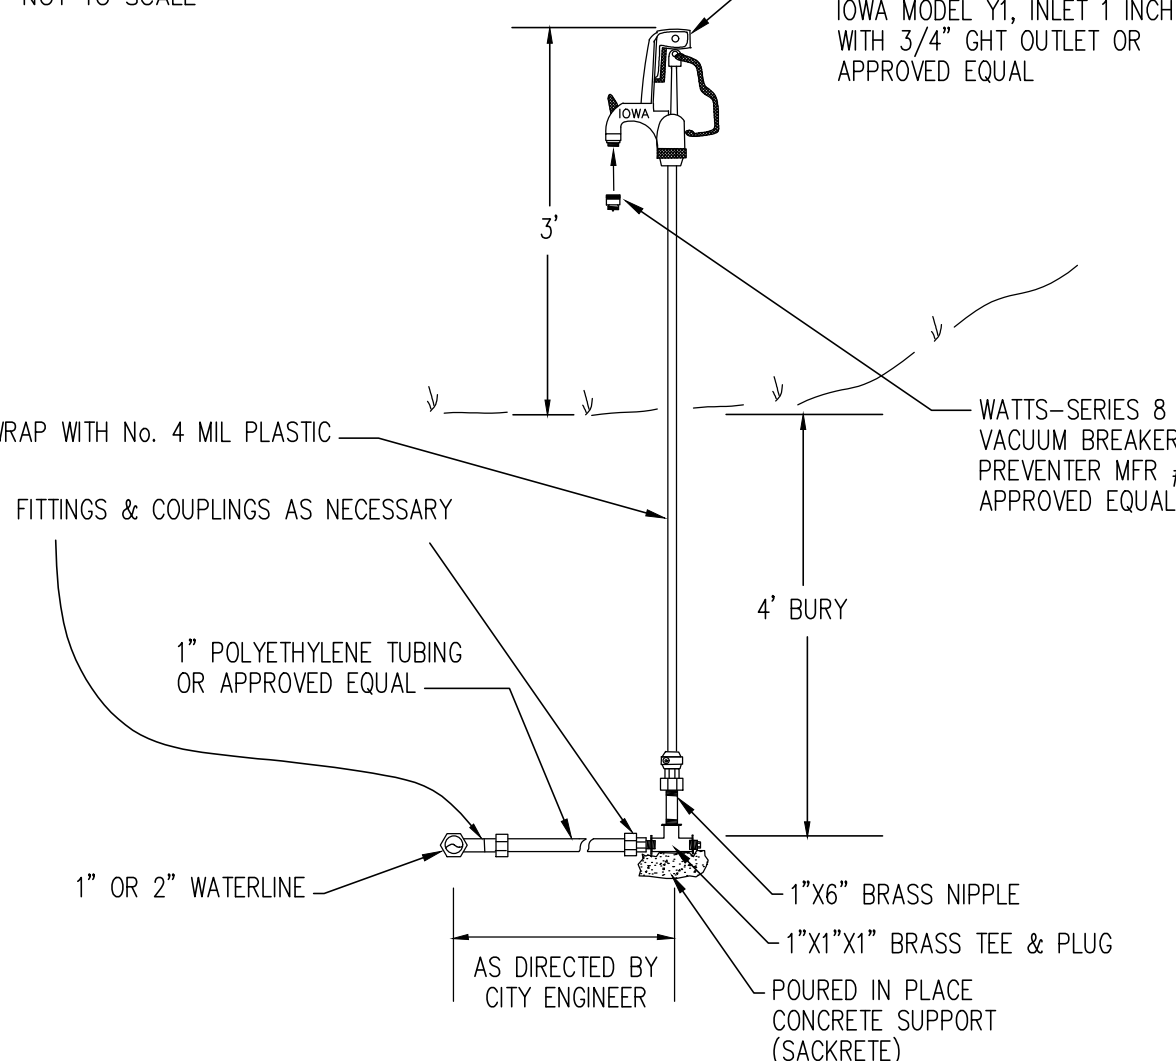 NOT TO SCALE
IOWA MODEL Y1, INLET 1 INCH
WITH 3/4" GHT OUTLET OR
APPROVED EQUAL
IOWA
3'
WATTS-SERIES 8
VACUUM BREAKER
PREVENTER MFR
APPROVED EQUAL
WRAP WITH No. 4 MIL PLASTIC
FITTINGS & COUPLINGS AS NECESSARY
4' BURY
1" POLYETHYLENE TUBING
OR APPROVED EQUAL
1" OR 2" WATERLINE
1"X6" BRASS NIPPLE
1"X1"X1" BRASS TEE & PLUG
AS DIRECTED BY
CITY ENGINEER
POURED IN PLACE
CONCRETE SUPPORT
(SACKRETE)